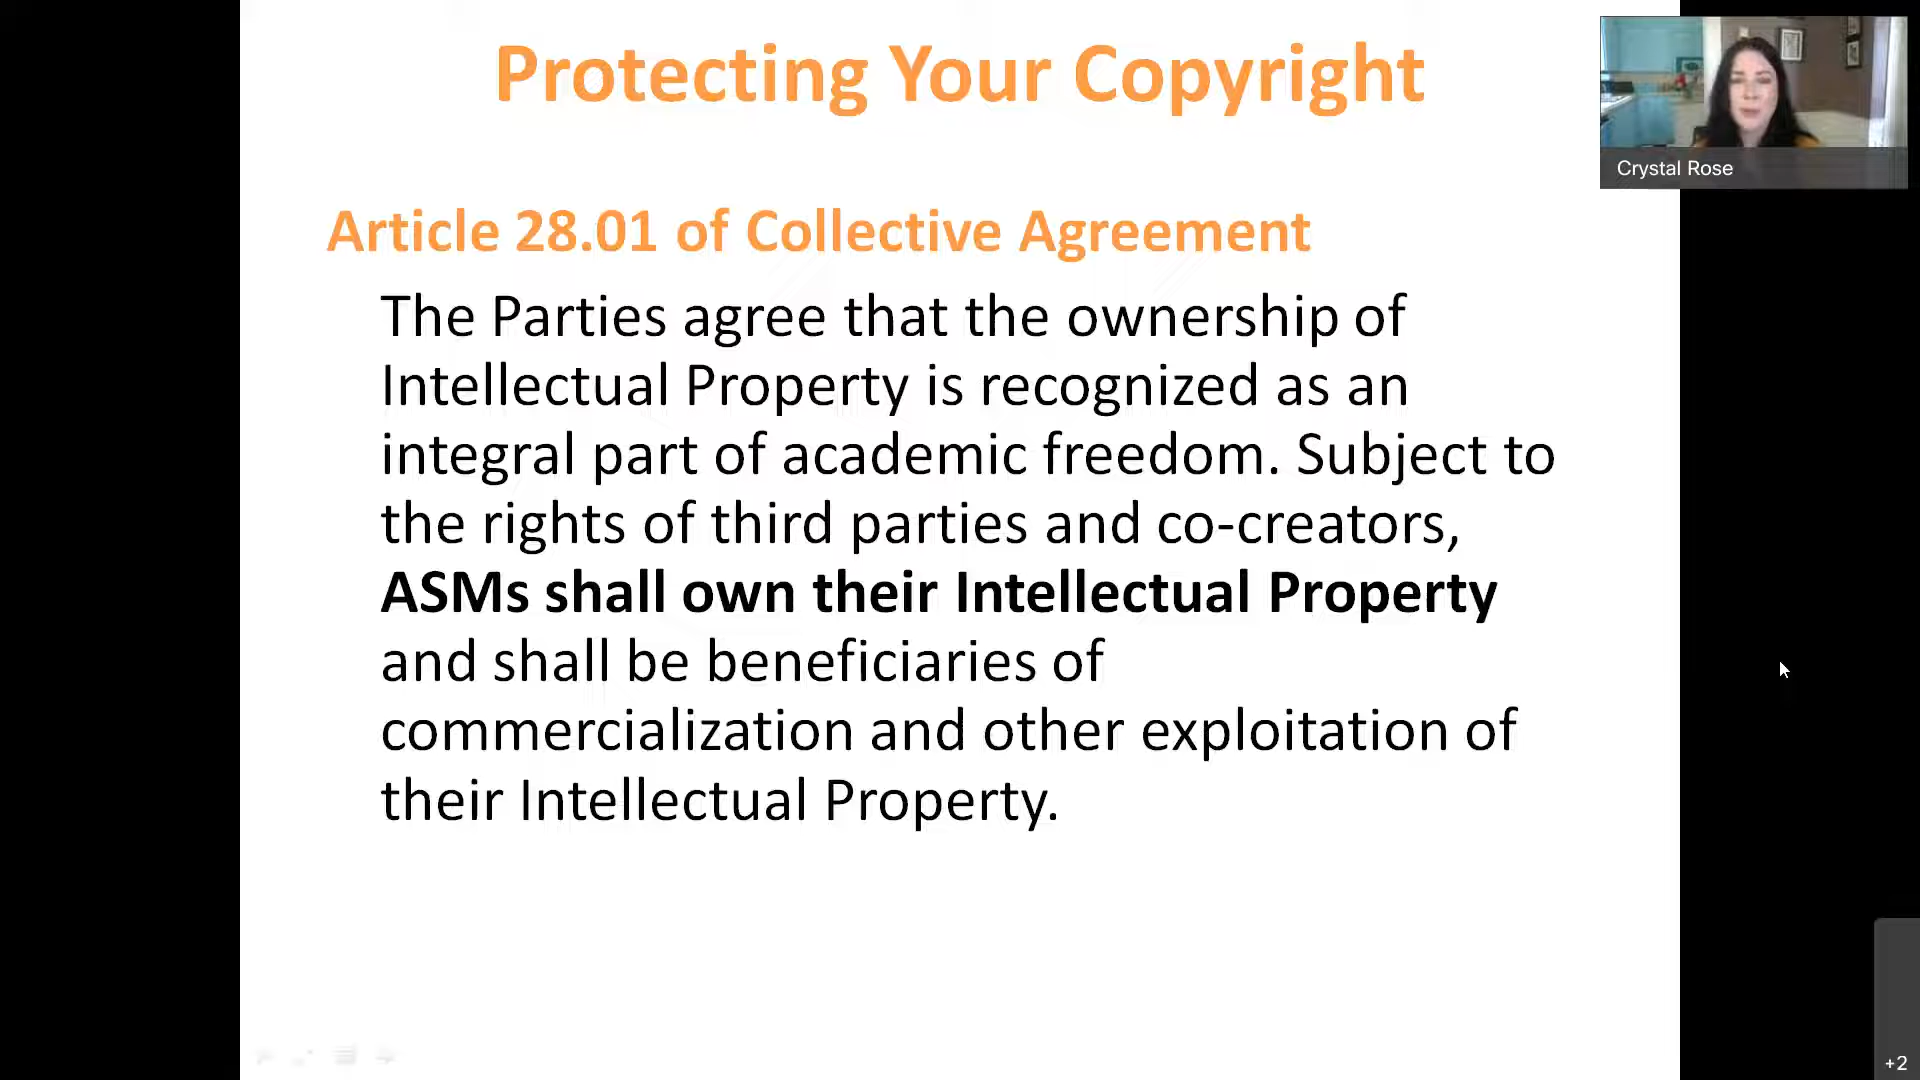 Protecting Your Copyright
Crystal Rose
Article 28.01 of Collective Agreement
The Parties agree that the ownership of
Intellectual Property is recognized as an
integral part of academic freedom. Subject to
the rights of third parties and co-creators,
ASMs shall own their Intellectual Property
and shall be beneficiaries of
commercialization and other exploitation of
their Intellectual Property.
+2